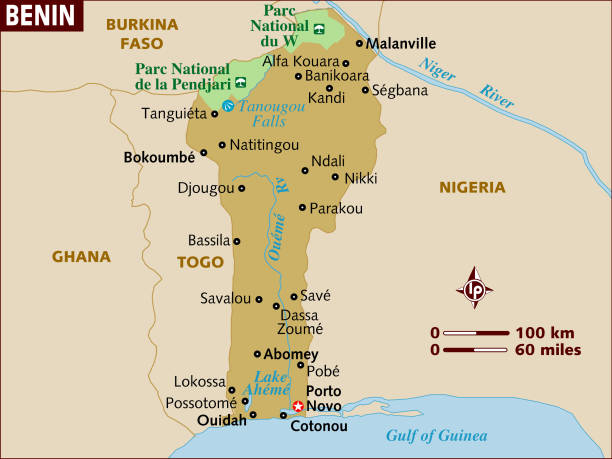 BENIN
BURKINA
FASO
Parc
National
du W
Malanville
Alfa Kouara
Banikoara
Parc National
de la Pendjari
Kandi
Ségbana
Niger
River
Tanougou
Falls
Tanguiéta
Natitingou
Bokoumbé
Ndali
Nikki
Djougou
Ouémé Rv
NIGERIA
Parakou
Bassila
GHANA
TOGO
Savalou
Savé
Dassa
Zoumé
lp
0 100 km
0 60 miles
Abomey
Pobé
Lokossa
Lake
Ahémé
Possotomé
Porto
Novo
Ouidah
Cotonou
Gulf of Guinea